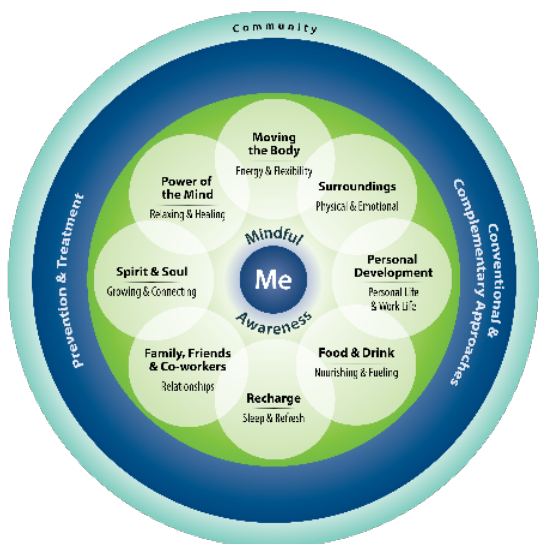 Community
Prevention & Treatment
Conventional &
Complementary Approaches
Moving
the Body
Energy & Flexibility
Surroundings
Physical & Emotional
Personal
Development
Personal Life
& Work Life
Food & Drink
Nourishing & Fueling
Recharge
Sleep & Refresh
Family, Friends
& Co-workers
Relationships
Spirit & Soul
Growing & Connecting
Power of
the Mind
Relaxing & Healing
Mindful
Me
Awareness